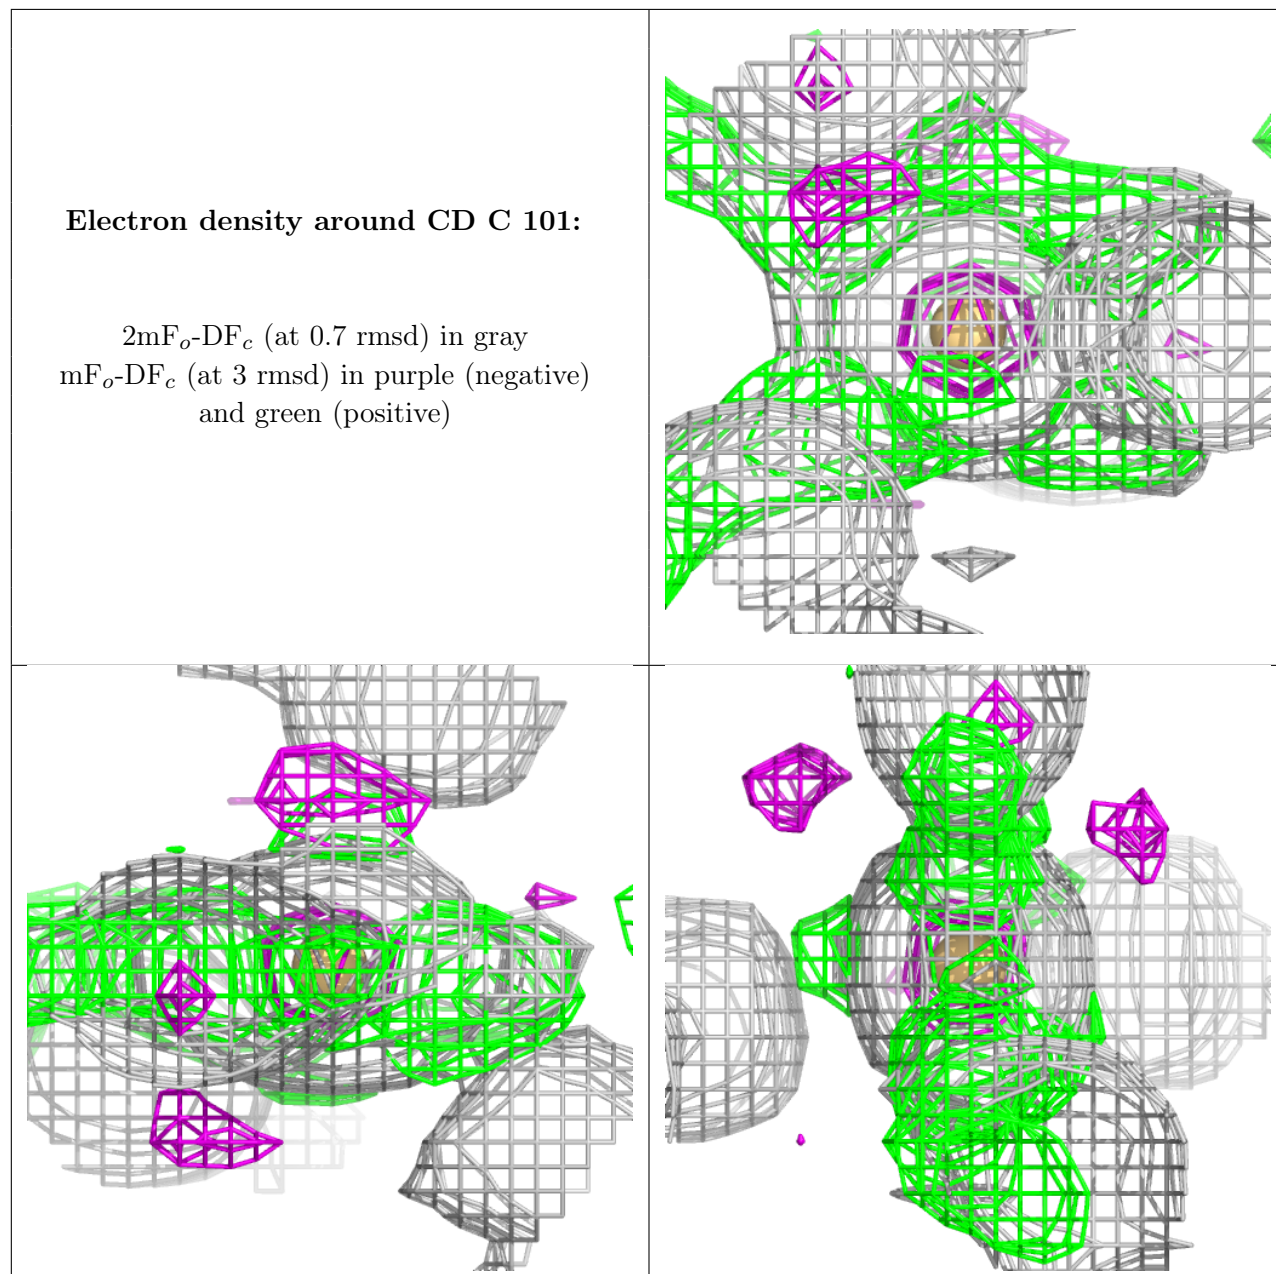 Electron density around CD C 101:
2mFo-DFc (at 0.7 rmsd) in gray
mFo-DFc (at 3 rmsd) in purple (negative)
and green (positive)